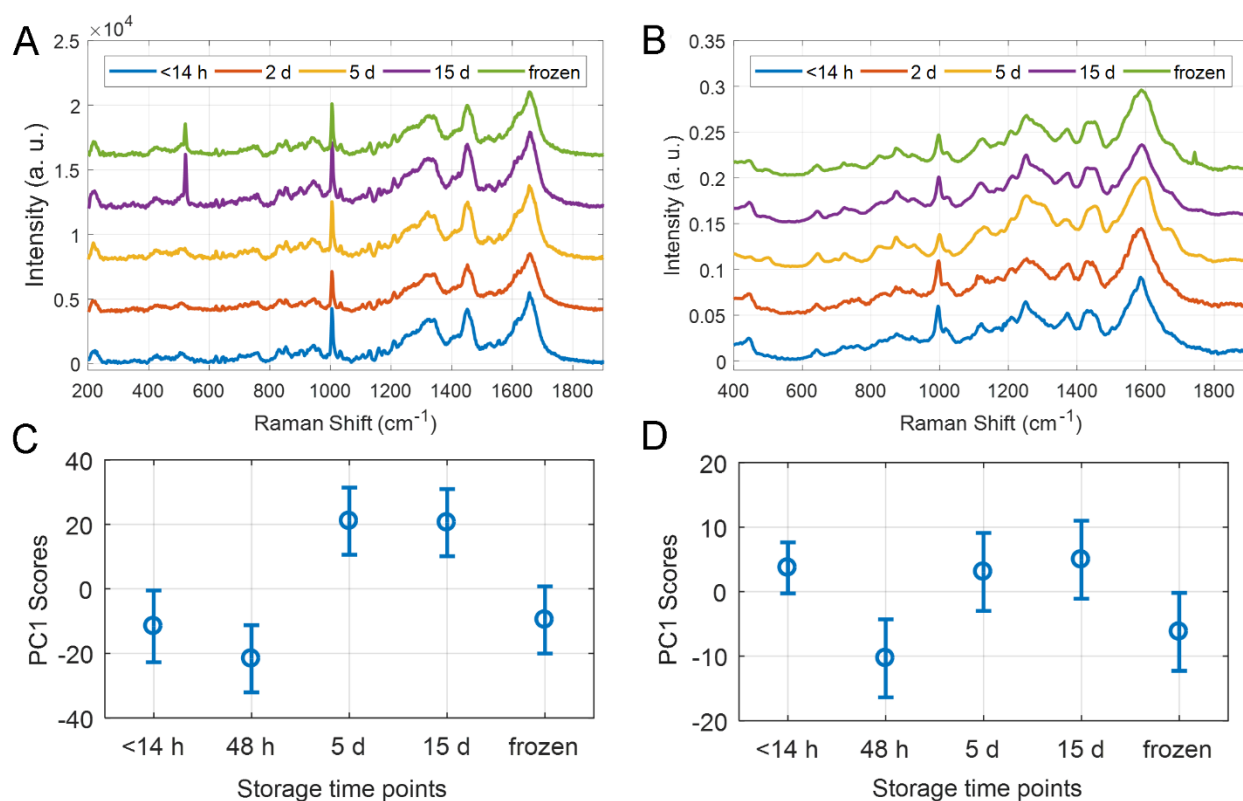 A
×10⁴
<14 h 2 d 5 d 15 d frozen
2.5
2
1.5
1
0.5
0
Intensity (a. u.)
200 400 600 800 1000 1200 1400 1600 1800
Raman Shift (cm⁻¹)
B
0.35
<14 h 2 d 5 d 15 d frozen
0.3
0.25
0.2
0.15
0.1
0.05
0
Intensity (a. u.)
400 600 800 1000 1200 1400 1600 1800
Raman Shift (cm⁻¹)
C
40
20
0
-20
-40
PC1 Scores
<14 h 48 h 5 d 15 d frozen
Storage time points
D
20
10
0
-10
-20
PC1 Scores
<14 h 48 h 5 d 15 d frozen
Storage time points